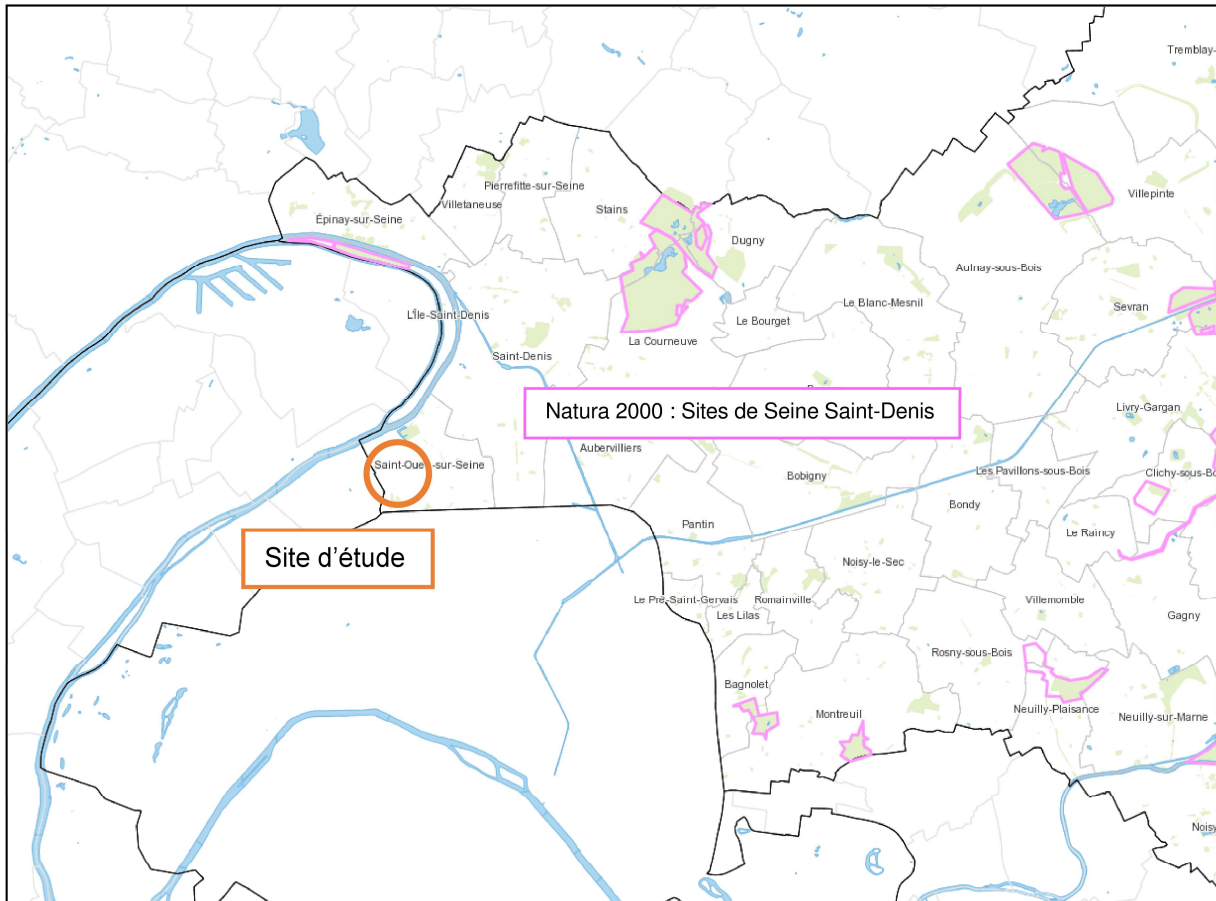 Tremblay-
Villepinte
Pierrefitte-sur-Seine
Villetaneuse
Stains
Épinay-sur-Seine
Dugny
Aulnay-sous-Bois
Le Blanc-Mesnil
Sevran
L'Île-Saint-Denis
Le Bourget
La Courneuve
Saint-Denis
Natura 2000 : Sites de Seine Saint-Denis
Livry-Gargan
Aubervilliers
Saint-Oue -sur-Seine
Bobigny
Les Pavillons-sous-Bois
Clichy-sous-Bo
Bondy
Pantin
Le Raincy
Site d'étude
Noisy-le-Sec
Le Pré-Saint-Gervais
Romainville
Les Lilas
Villemomble
Gagny
Rosny-sous-Bois
Bagnolet
Montreuil
Neuilly-Plaisance
Neuilly-sur-Marne
Noisy